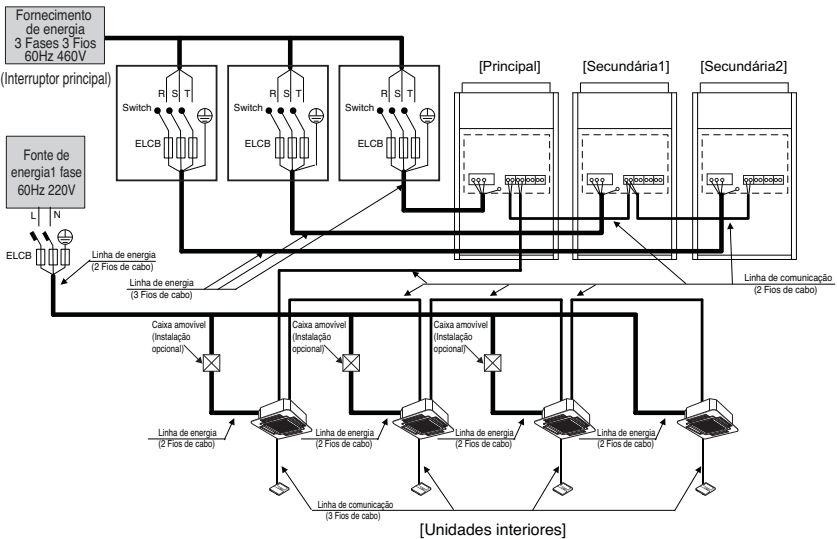 Fornecimento
de energia
3 Fases 3 Fios
60Hz 460V
(Interruptor principal)
[Principal]
[Secundária1]
[Secundária2]
R S T
Switch
ELCB
R S T
Switch
ELCB
R S T
Switch
ELCB
Fonte de
energia1 fase
60Hz 220V
L N
ELCB
Linha de energia
(2 Fios de cabo)
Linha de energia
(3 Fios de cabo)
Linha de comunicação
(2 Fios de cabo)
Caixa amovível
(Instalação
opcional)
Caixa amovível
(Instalação
opcional)
Caixa amovível
(Instalação
opcional)
Linha de energia
(2 Fios de cabo)
Linha de energia
(2 Fios de cabo)
Linha de energia
(2 Fios de cabo)
Linha de energia
(2 Fios de cabo)
Linha de comunicação
(3 Fios de cabo)
[Unidades interiores]